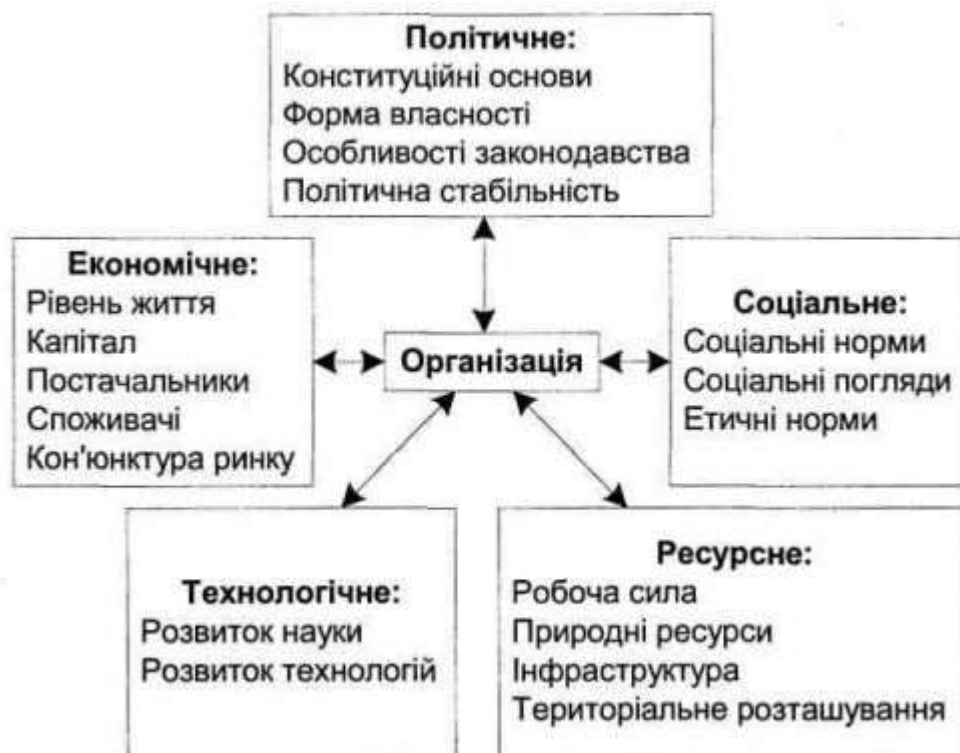 Політичне:
Конституційні основи
Форма власності
Особливості законодавства
Політична стабільність
Економічне:
Рівень життя
Капітал
Постачальники
Споживачі
Кон'юнктура ринку
Організація
Соціальне:
Соціальні норми
Соціальні погляди
Етичні норми
Технологічне:
Розвиток науки
Розвиток технологій
Ресурсне:
Робоча сила
Природні ресурси
Інфраструктура
Територіальне розташування